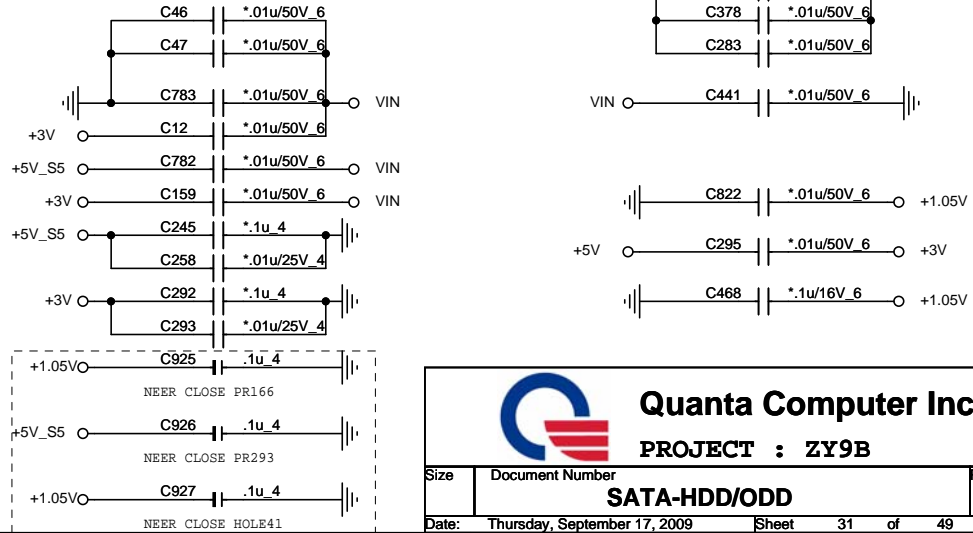 C46 *.01u/50V_6
C47 *.01u/50V_6
C783 *.01u/50V_6 VIN
+3V C12 *.01u/50V_6
+5V_S5 C782 *.01u/50V_6 VIN
+3V C159 *.01u/50V_6 VIN
+5V_S5 C245 *.1u_4
C258 *.01u/25V_4
+3V C292 *.1u_4
C293 *.01u/25V_4
+1.05V C925 .1u_4
NEER CLOSE PR166
+5V_S5 C926 .1u_4
NEER CLOSE PR293
+1.05V C927 .1u_4
NEER CLOSE HOLE41
C378 *.01u/50V_6
C283 *.01u/50V_6
VIN C441 *.01u/50V_6
C822 *.01u/50V_6 +1.05V
+5V C295 *.01u/50V_6 +3V
C468 *.1u/16V_6 +1.05V
Quanta Computer Inc
PROJECT : ZY9B
Size Document Number
SATA-HDD/ODD
Date: Thursday, September 17, 2009 Sheet 31 of 49